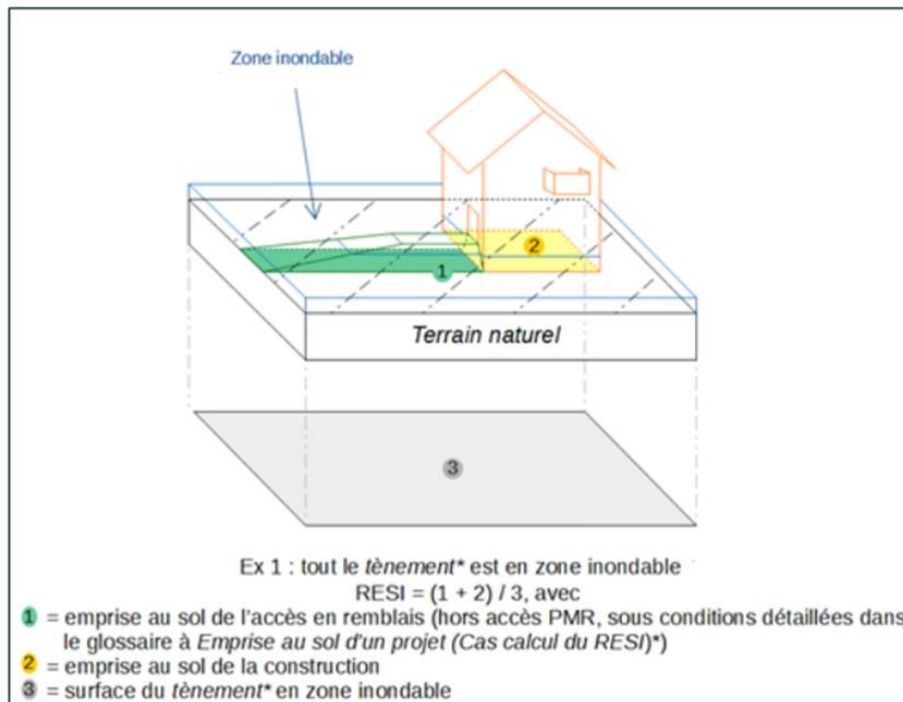 Zone inondable
2
1
Terrain naturel
3
Ex 1 : tout le tènement* est en zone inondable
RESI = (1 + 2) / 3, avec
1 = emprise au sol de l'accès en remblais (hors accès PMR, sous conditions détaillées dans
le glossaire à Emprise au sol d'un projet (Cas calcul du RESI)*)
2 = emprise au sol de la construction
3 = surface du tènement* en zone inondable